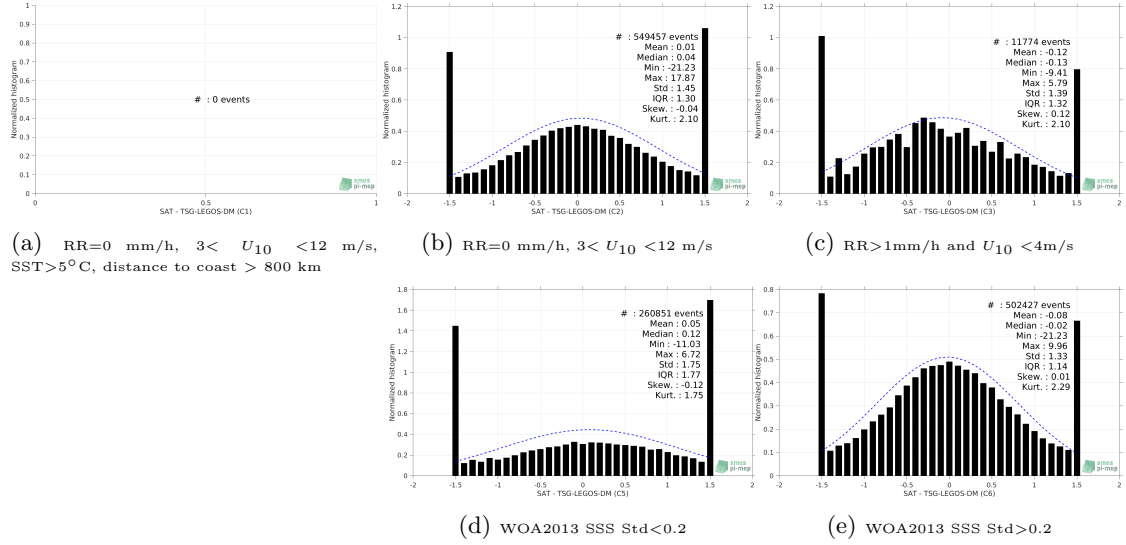 1
0.9
0.8
0.7
0.6
0.5
0.4
0.3
0.2
0.1
0
Normalized histogram
# : 0 events
smos
pi-mep
0 0.5 1
SAT - TSG-LEGOS-DM (C1)
(a) RR=0 mm/h, 3< U10 <12 m/s,
SST>5°C, distance to coast > 800 km
1.2
1
0.8
0.6
0.4
0.2
0
Normalized histogram
# : 549457 events
Mean : 0.01
Median : 0.04
Min : -21.23
Max : 17.87
Std : 1.45
IQR : 1.30
Skew. : -0.04
Kurt. : 2.10
smos
pi-mep
-2 -1.5 -1 -0.5 0 0.5 1 1.5 2
SAT - TSG-LEGOS-DM (C2)
(b) RR=0 mm/h, 3< U10 <12 m/s
1.2
1
0.8
0.6
0.4
0.2
0
Normalized histogram
# : 11774 events
Mean : -0.12
Median : -0.13
Min : -9.41
Max : 5.79
Std : 1.39
IQR : 1.32
Skew. : 0.12
Kurt. : 2.10
smos
pi-mep
-2 -1.5 -1 -0.5 0 0.5 1 1.5 2
SAT - TSG-LEGOS-DM (C3)
(c) RR>1mm/h and U10 <4m/s
1.8
1.6
1.4
1.2
1
0.8
0.6
0.4
0.2
0
Normalized histogram
# : 260851 events
Mean : 0.05
Median : 0.12
Min : -11.03
Max : 6.72
Std : 1.75
IQR : 1.77
Skew. : -0.12
Kurt. : 1.75
smos
pi-mep
-2 -1.5 -1 -0.5 0 0.5 1 1.5 2
SAT - TSG-LEGOS-DM (C5)
(d) WOA2013 SSS Std<0.2
0.8
0.7
0.6
0.5
0.4
0.3
0.2
0.1
0
Normalized histogram
# : 502427 events
Mean : -0.08
Median : -0.02
Min : -21.23
Max : 9.96
Std : 1.33
IQR : 1.14
Skew. : 0.01
Kurt. : 2.29
smos
pi-mep
-2 -1.5 -1 -0.5 0 0.5 1 1.5 2
SAT - TSG-LEGOS-DM (C6)
(e) WOA2013 SSS Std>0.2